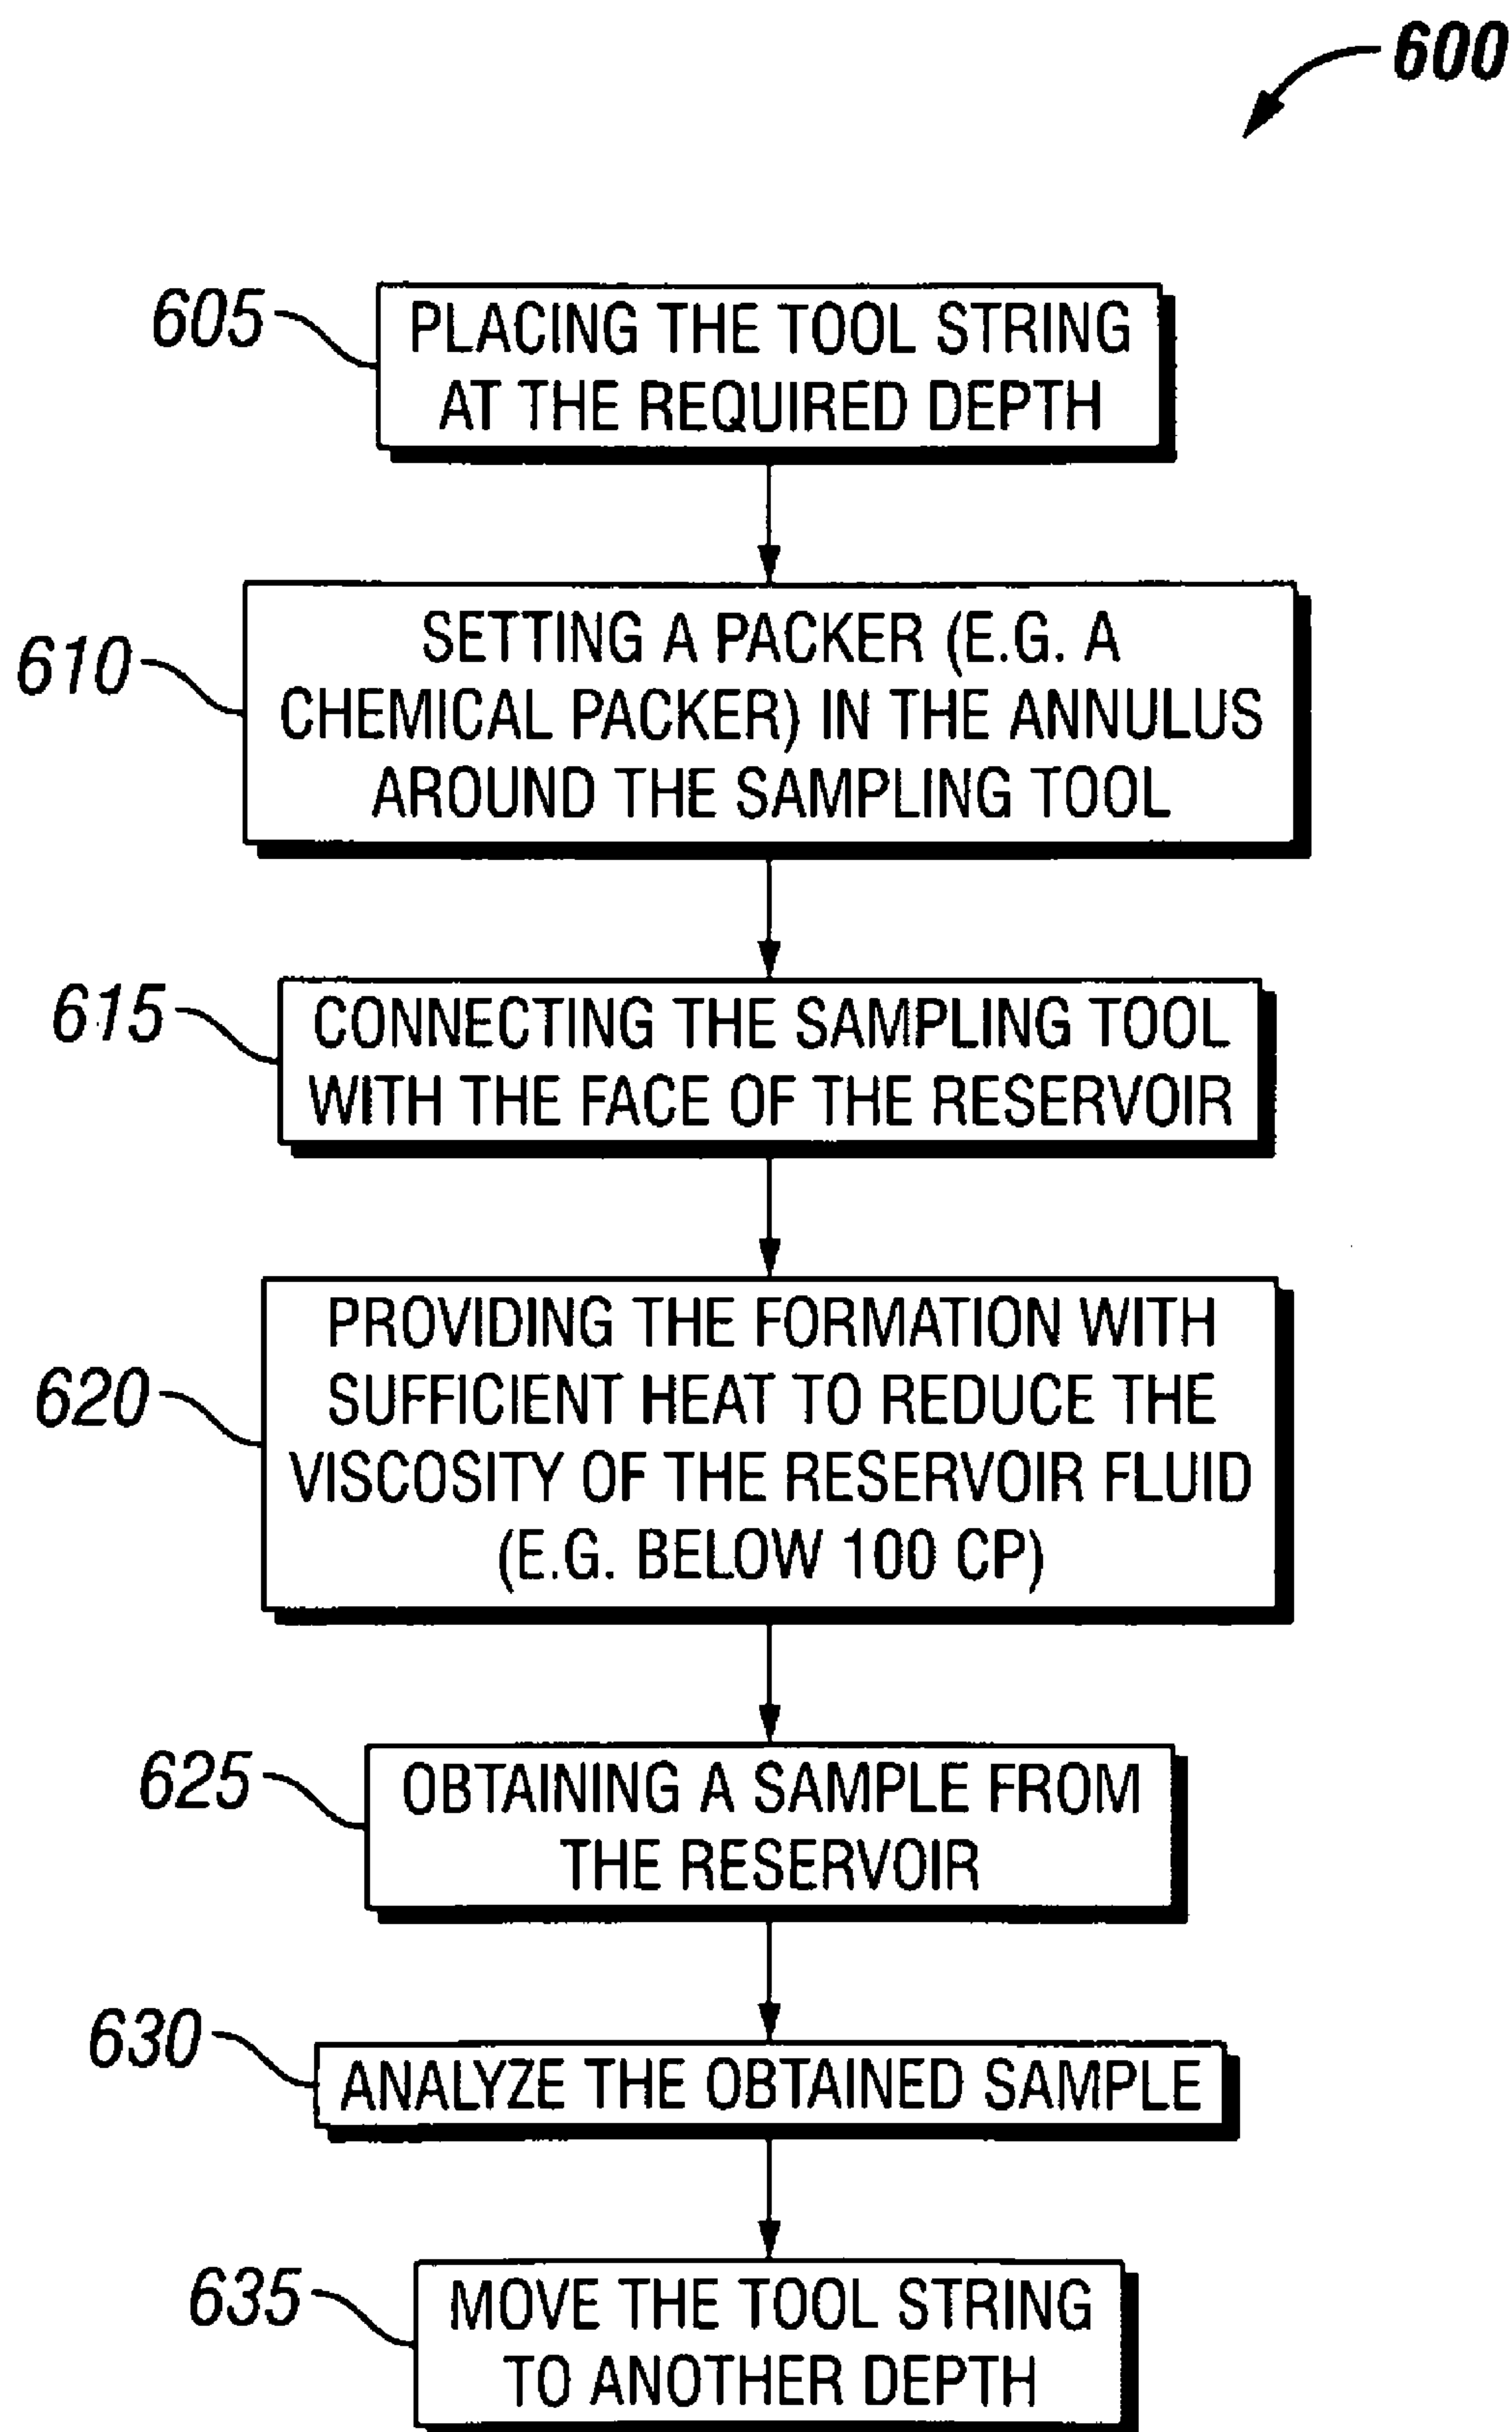 600
605
PLACING THE TOOL STRING
AT THE REQUIRED DEPTH
610
SETTING A PACKER (E.G. A
CHEMICAL PACKER) IN THE ANNULUS
AROUND THE SAMPLING TOOL
615
CONNECTING THE SAMPLING TOOL
WITH THE FACE OF THE RESERVOIR
620
PROVIDING THE FORMATION WITH
SUFFICIENT HEAT TO REDUCE THE
VISCOSITY OF THE RESERVOIR FLUID
(E.G. BELOW 100 CP)
625
OBTAINING A SAMPLE FROM
THE RESERVOIR
630
ANALYZE THE OBTAINED SAMPLE
635
MOVE THE TOOL STRING
TO ANOTHER DEPTH